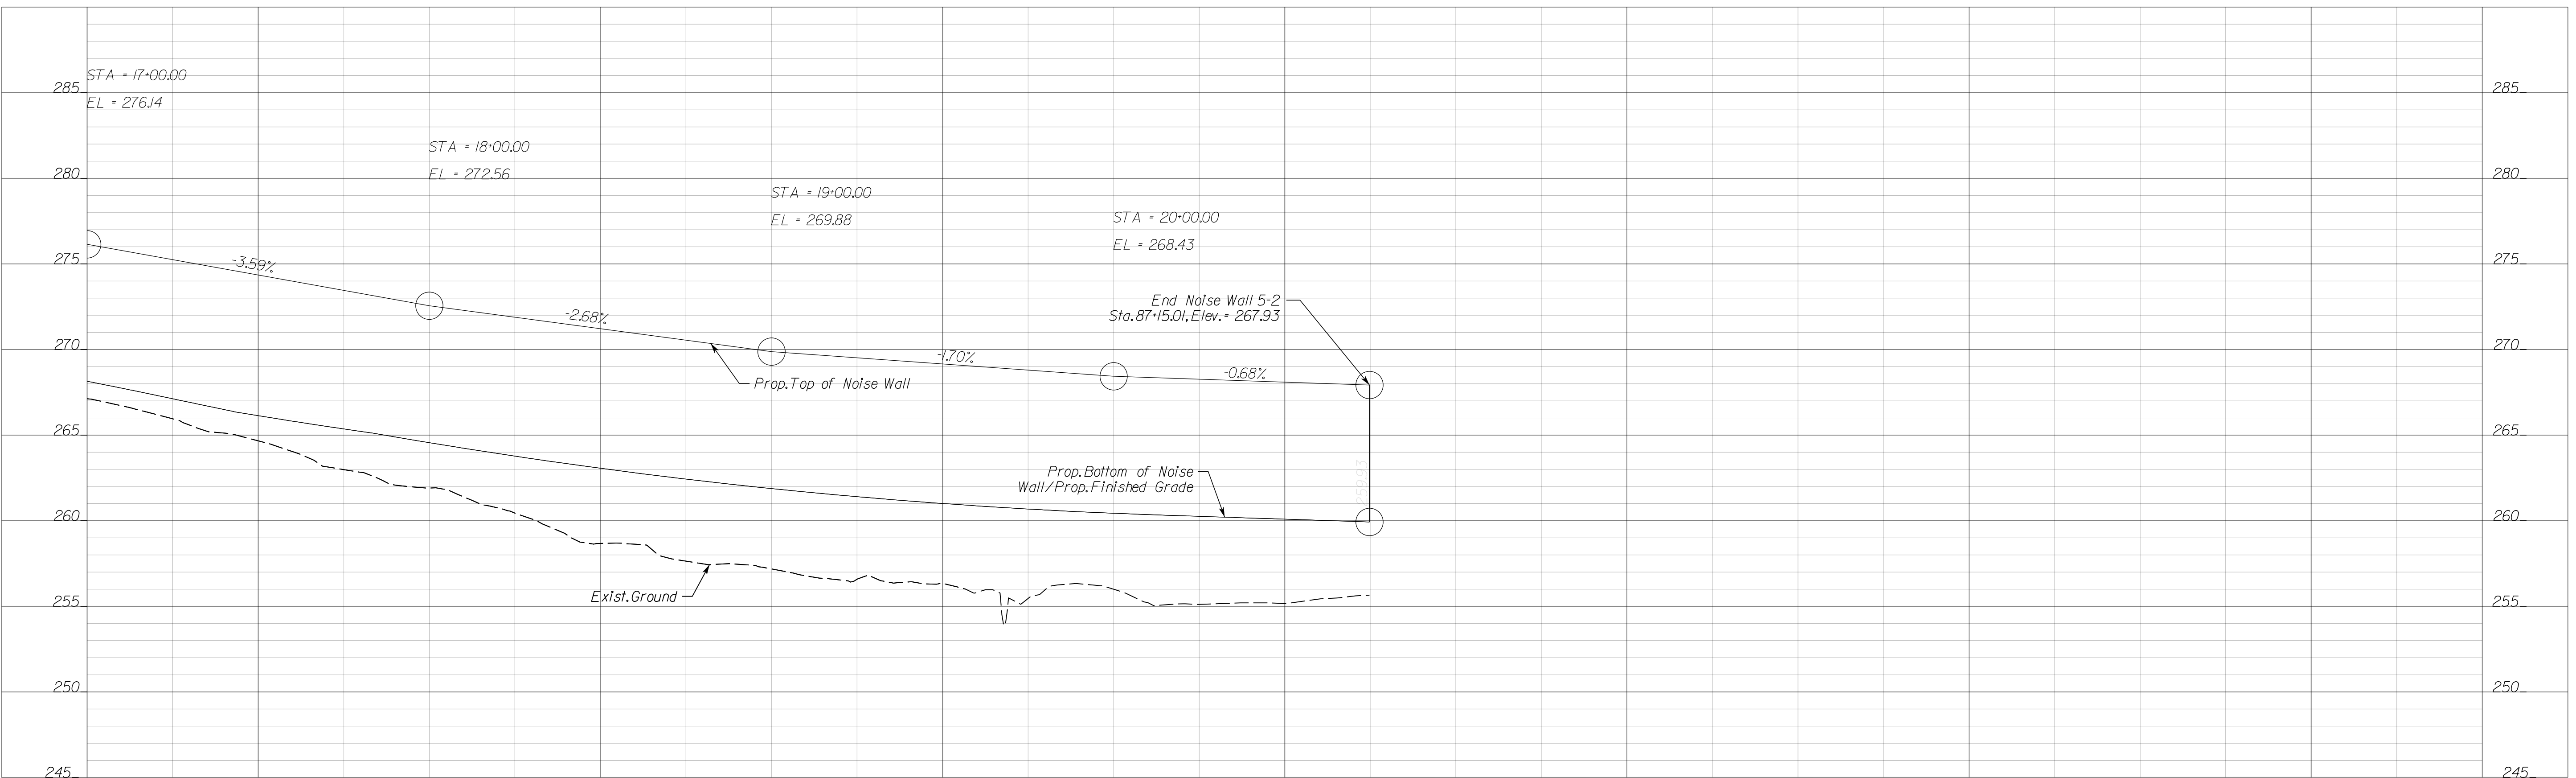 STA = 17+00.00
EL = 276.14
STA = 18+00.00
EL = 272.56
STA = 19+00.00
EL = 269.88
STA = 20+00.00
EL = 268.43
285
285
280
280
275
275
270
270
265
265
260
260
255
255
250
250
245
245
-3.59%
-2.68%
-1.70%
-0.68%
End Noise Wall 5-2
Sta. 87+15.01, Elev. = 267.93
Prop. Top of Noise Wall
Prop. Bottom of Noise
Wall/Prop. Finished Grade
259.93
Exist. Ground